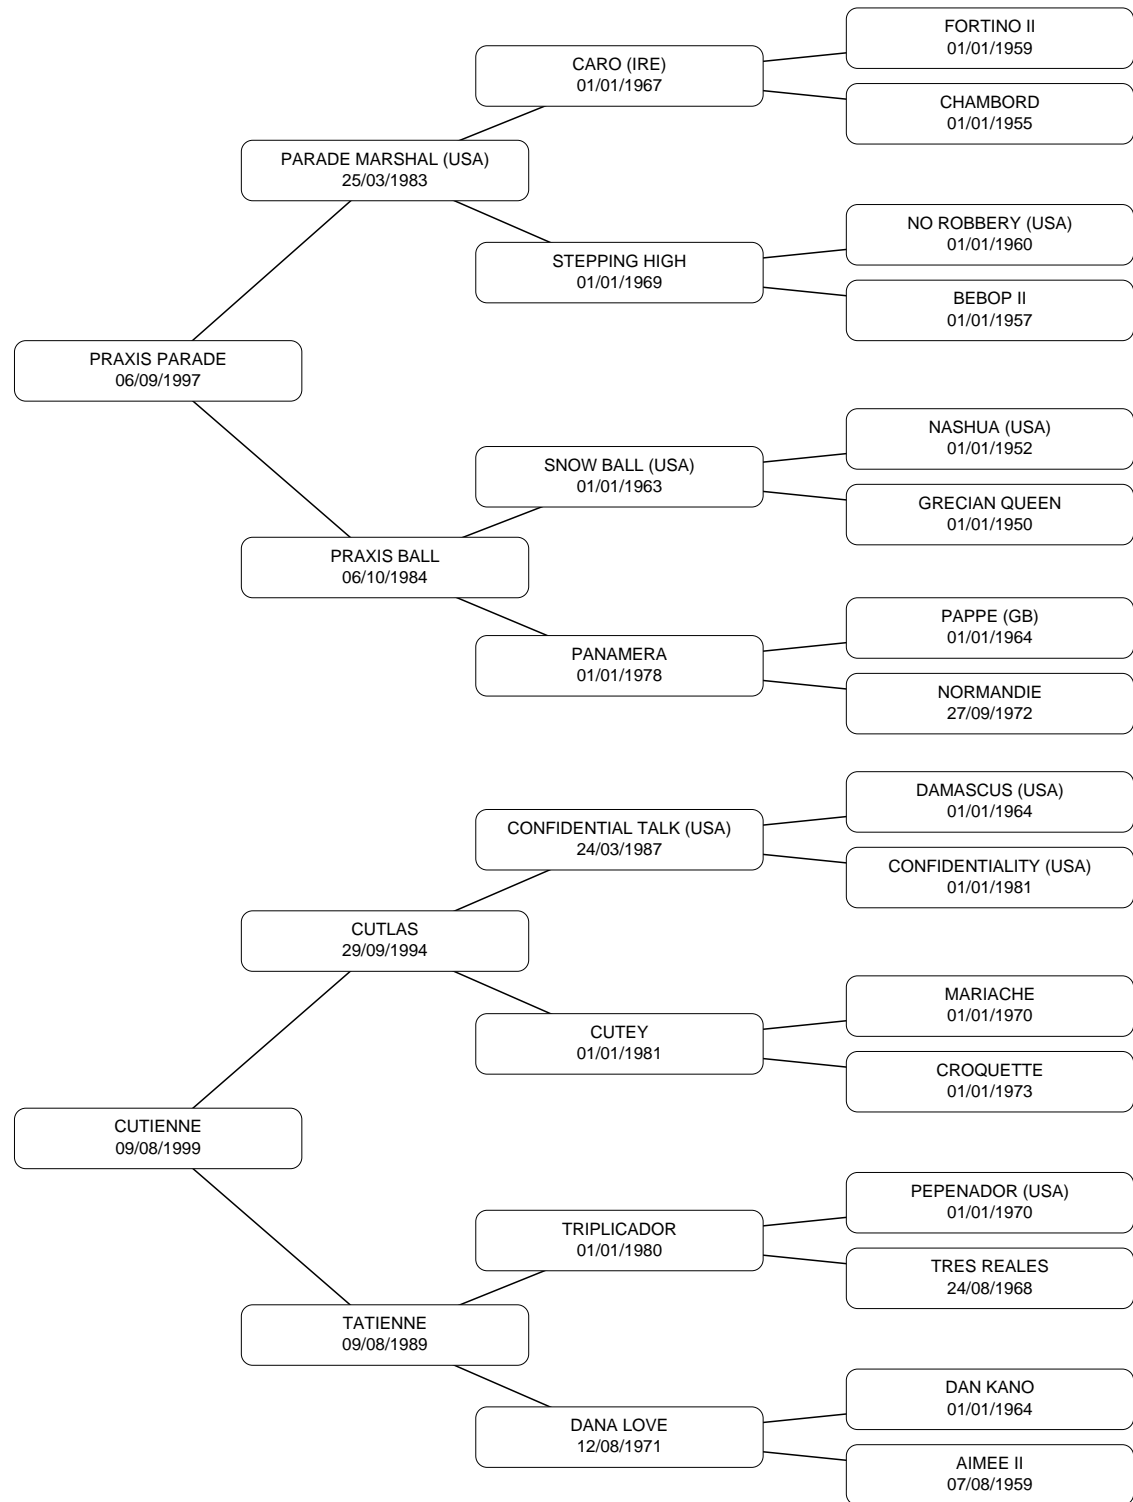 FORTINO II
01/01/1959
CARO (IRE)
01/01/1967
CHAMBORD
01/01/1955
PARADE MARSHAL (USA)
25/03/1983
NO ROBBERY (USA)
01/01/1960
STEPPING HIGH
01/01/1969
BEBOP II
01/01/1957
PRAXIS PARADE
06/09/1997
NASHUA (USA)
01/01/1952
SNOW BALL (USA)
01/01/1963
GRECIAN QUEEN
01/01/1950
PRAXIS BALL
06/10/1984
PAPPE (GB)
01/01/1964
PANAMERA
01/01/1978
NORMANDIE
27/09/1972
DAMASCUS (USA)
01/01/1964
CONFIDENTIAL TALK (USA)
24/03/1987
CONFIDENTIALITY (USA)
01/01/1981
CUTLAS
29/09/1994
MARIACHE
01/01/1970
CUTEY
01/01/1981
CROQUETTE
01/01/1973
CUTIENNE
09/08/1999
PEPENADOR (USA)
01/01/1970
TRIPLICADOR
01/01/1980
TRES REALES
24/08/1968
TATIENNE
09/08/1989
DAN KANO
01/01/1964
DANA LOVE
12/08/1971
AIMEE II
07/08/1959